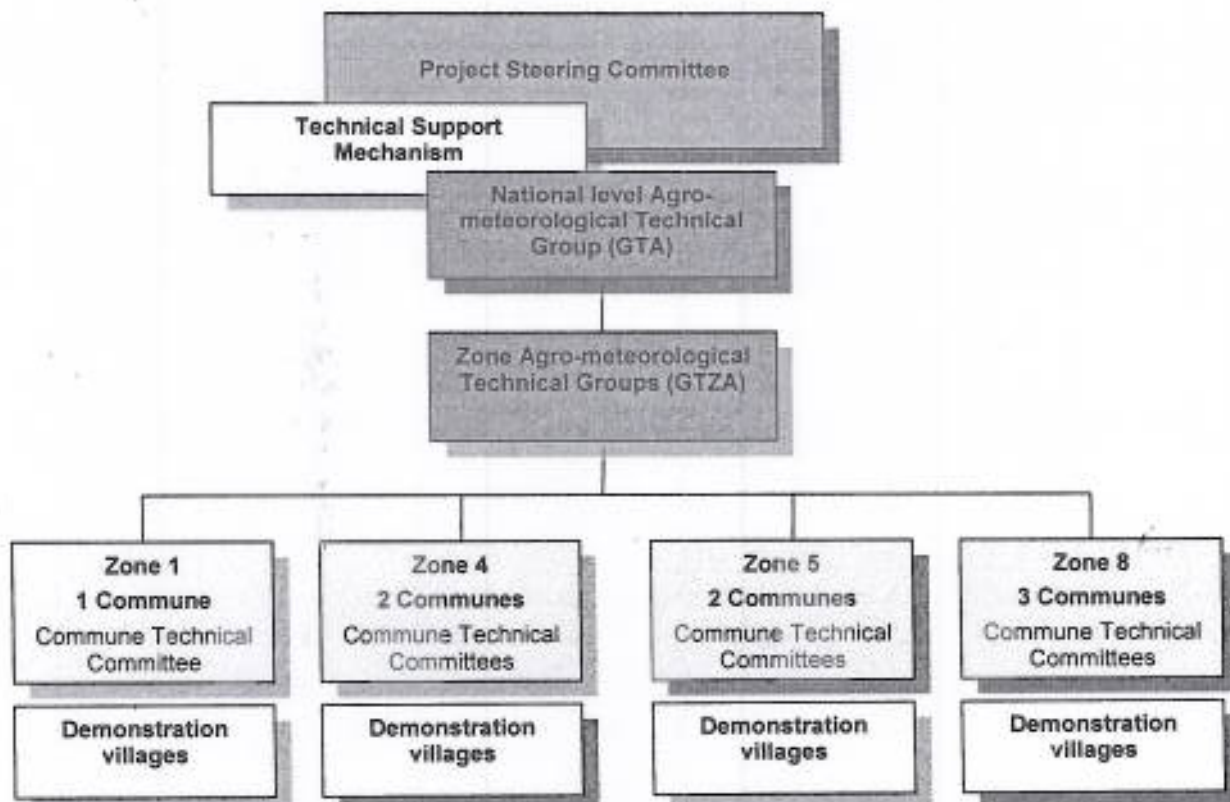 Project Steering Committee
Technical Support
Mechanism
National level Agro-
meteorological Technical
Group (GTA)
Zone Agro-meteorological
Technical Groups (GTZA)
Zone 1
1 Commune
Commune Technical
Committee
Zone 4
2 Communes
Commune Technical
Committees
Zone 5
2 Communes
Commune Technical
Committees
Zone 8
3 Communes
Commune Technical
Committees
Demonstration
villages
Demonstration
villages
Demonstration
villages
Demonstration
villages